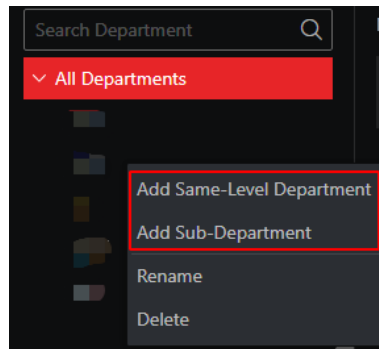 Search Department
All Departments
Add Same-Level Department
Add Sub-Department
Rename
Delete